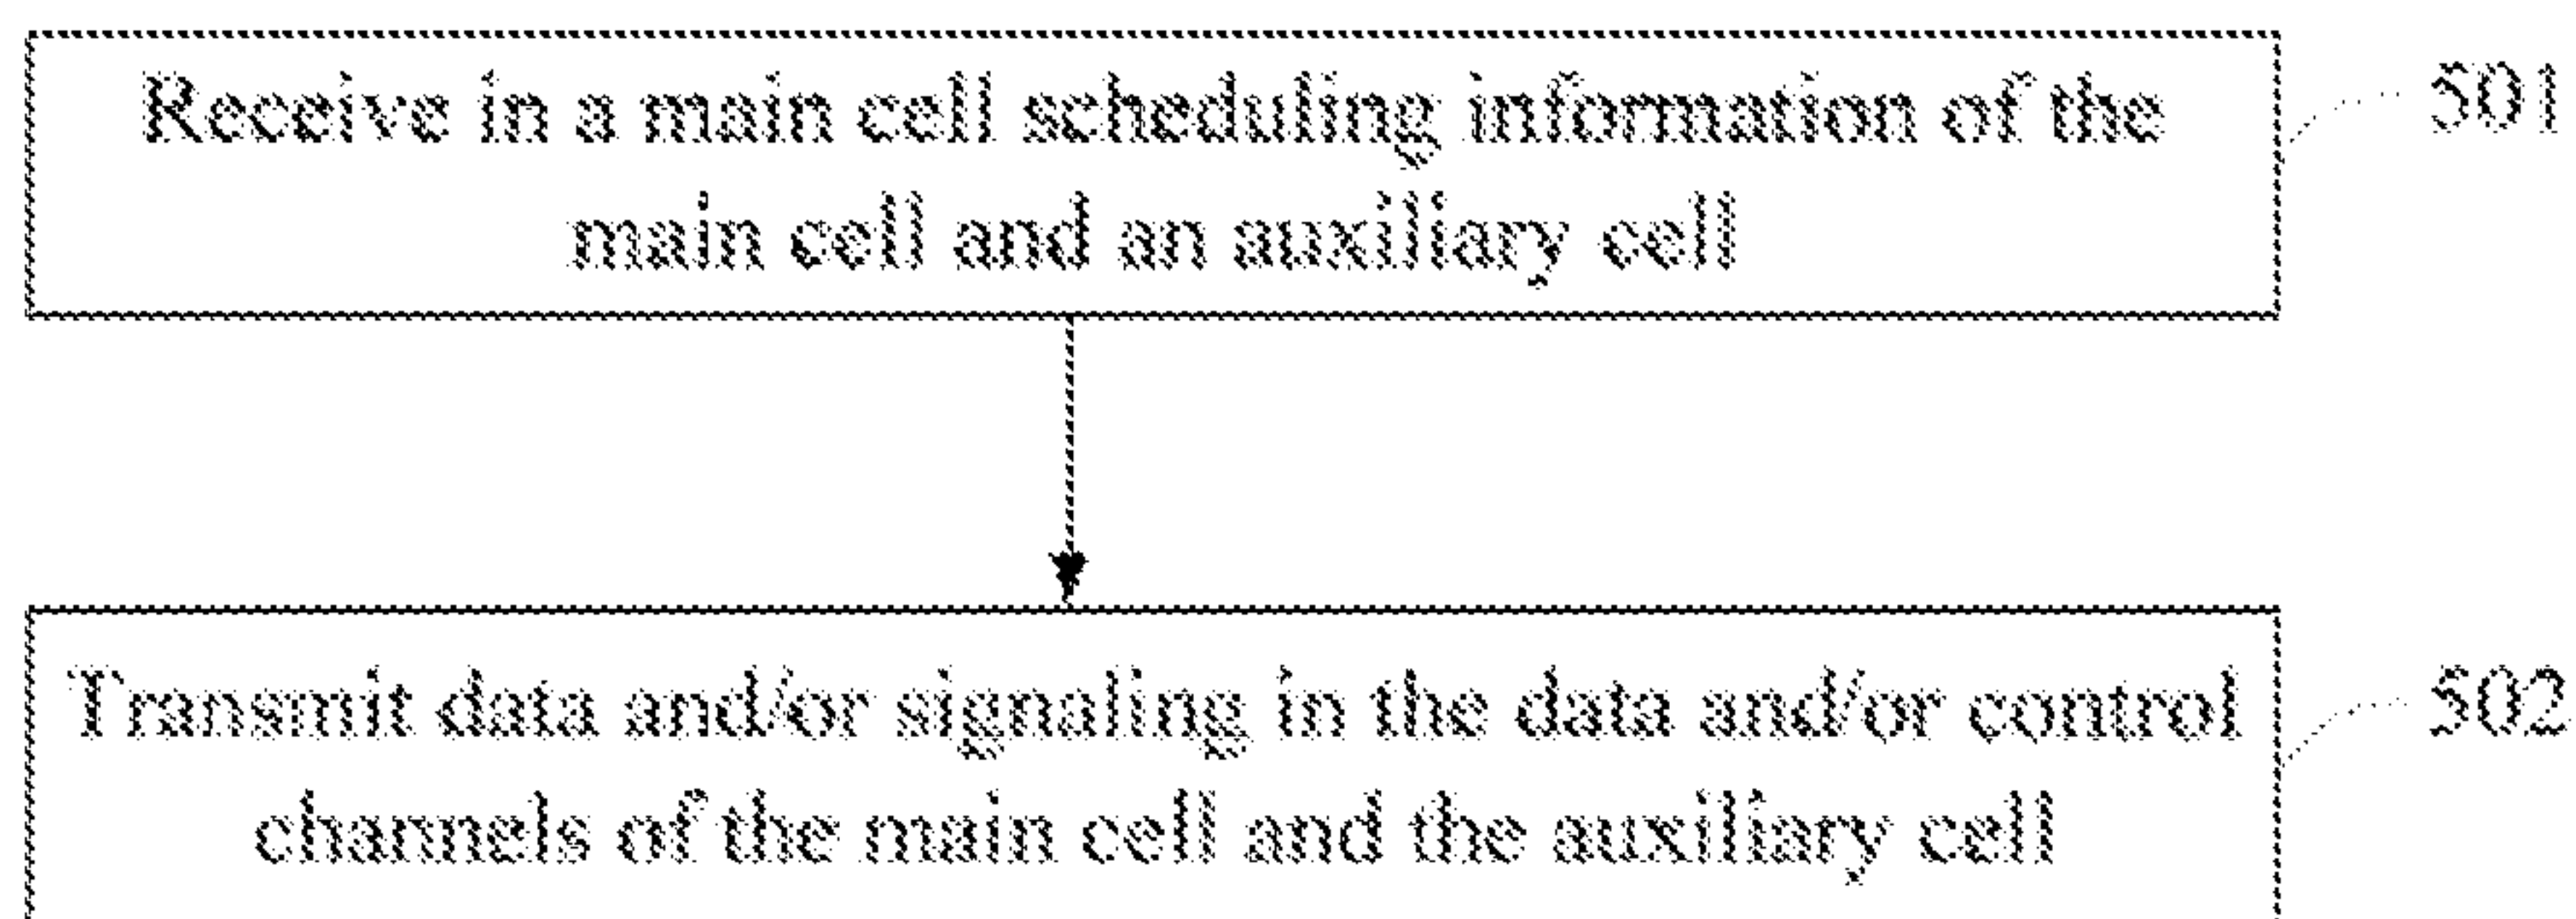 Receive in a main cell scheduling information of the
501
main cell and an auxiliary cell
Transmit data and/or signaling in the data and/or control
502
channels of the main cell and the auxiliary cell